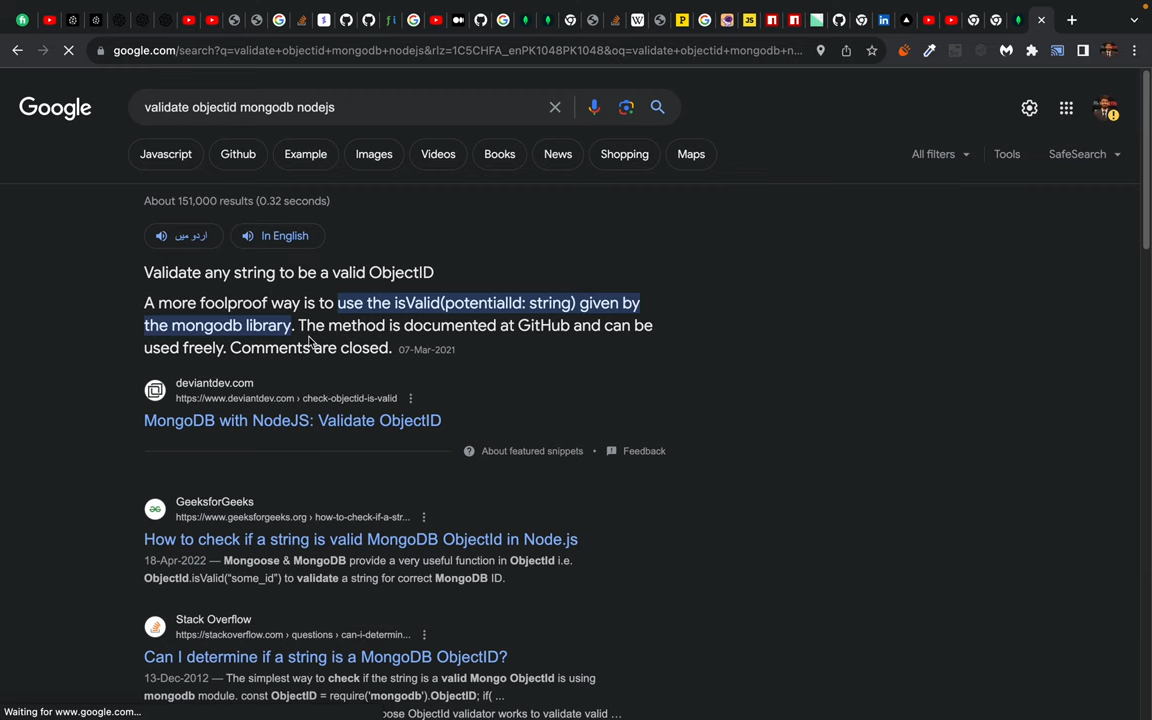 google.com/search?q=validate+objectid+mongodb+nodejs&rlz=1C5CHFA_enPK1048PK1048&oq=validate+objectid+mongodb+n...
Google
validate objectid mongodb nodejs
Javascript
Github
Example
Images
Videos
Books
News
Shopping
Maps
All filters
Tools
SafeSearch
About 151,000 results (0.32 seconds)
اردو میں
In English
Validate any string to be a valid ObjectID
A more foolproof way is to use the isValid(potentialId: string) given by
the mongodb library. The method is documented at GitHub and can be
used freely. Comments are closed. 07-Mar-2021
deviantdev.com
https://www.deviantdev.com › check-objectid-is-valid
MongoDB with NodeJS: Validate ObjectID
About featured snippets
•
Feedback
GeeksforGeeks
https://www.geeksforgeeks.org › how-to-check-if-a-str...
How to check if a string is valid MongoDB ObjectId in Node.js
18-Apr-2022 — Mongoose & MongoDB provide a very useful function in ObjectId i.e.
ObjectId.isValid("some_id") to validate a string for correct MongoDB ID.
Stack Overflow
https://stackoverflow.com › questions › can-i-determin...
Can I determine if a string is a MongoDB ObjectID?
13-Dec-2012 — The simplest way to check if the string is a valid Mongo ObjectId is using
mongodb module. const ObjectID = require('mongodb').ObjectID; if( ...
Waiting for www.google.com...
ose ObjectId validator works to validate valid ...